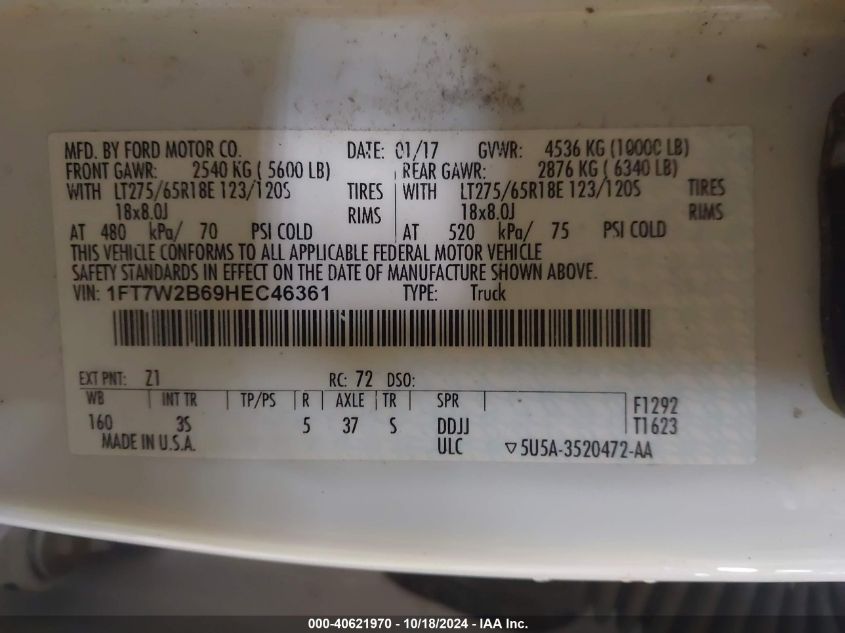 MFD. BY FORD MOTOR CO. DATE: 01/17 GVWR: 4536 KG (10000 LB)
FRONT GAWR: 2540 KG ( 5600 LB) REAR GAWR: 2876 KG ( 6340 LB)
WITH LT275/65R18E 123/120S TIRES WITH LT275/65R18E 123/120S TIRES
18x8.0J RIMS 18x8.0J RIMS
AT 480 kPa/ 70 PSI COLD AT 520 kPa/ 75 PSI COLD
THIS VEHICLE CONFORMS TO ALL APPLICABLE FEDERAL MOTOR VEHICLE
SAFETY STANDARDS IN EFFECT ON THE DATE OF MANUFACTURE SHOWN ABOVE.
VIN: 1FT7W2B69HEC46361 TYPE: Truck
EXT PNT: Z1 RC: 72 DSO:
WB INT TR TP/PS R AXLE TR SPR F1292
160 3S 5 37 S DDJJ T1623
MADE IN U.S.A. ULC ▽5U5A-3520472-AA
000-40621970 - 10/18/2024 - IAA Inc.